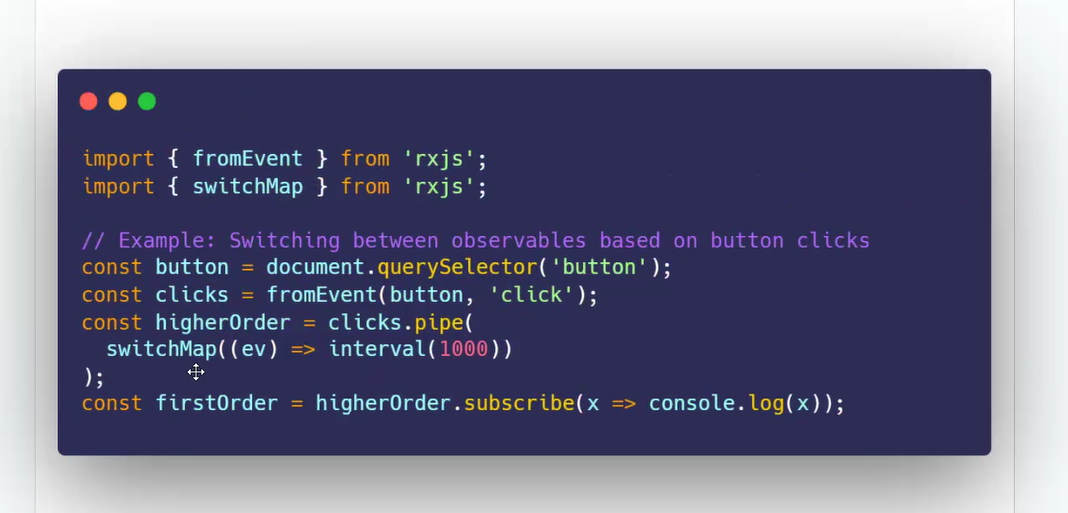 import { fromEvent } from 'rxjs';
import { switchMap } from 'rxjs';
// Example: Switching between observables based on button clicks
const button = document.querySelector('button');
const clicks = fromEvent(button, 'click');
const higherOrder = clicks.pipe(
  switchMap((ev) => interval(1000))
);
const firstOrder = higherOrder.subscribe(x => console.log(x));